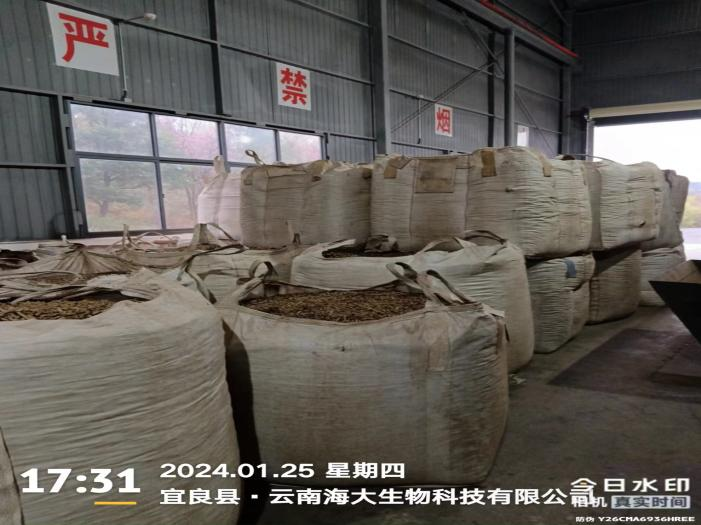 严
禁
烟
17:31
2024.01.25 星期四
宜良县·云南海大生物科技有限公司
今日水印
相机 真实时间
防伪 Y26CMA6936HREE